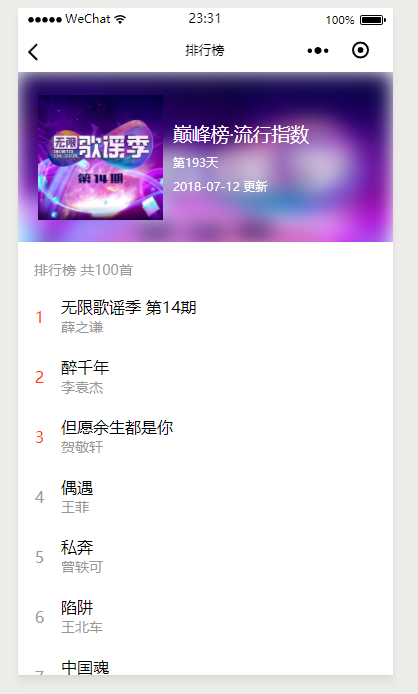 WeChat
23:31
100%
排行榜
无限
歌谣季
第14期
巅峰榜·流行指数
第193天
2018-07-12 更新
排行榜 共100首
1
无限歌谣季 第14期
薛之谦
2
醉千年
李袁杰
3
但愿余生都是你
贺敬轩
4
偶遇
王菲
5
私奔
曾轶可
6
陷阱
王北车
7
中国魂